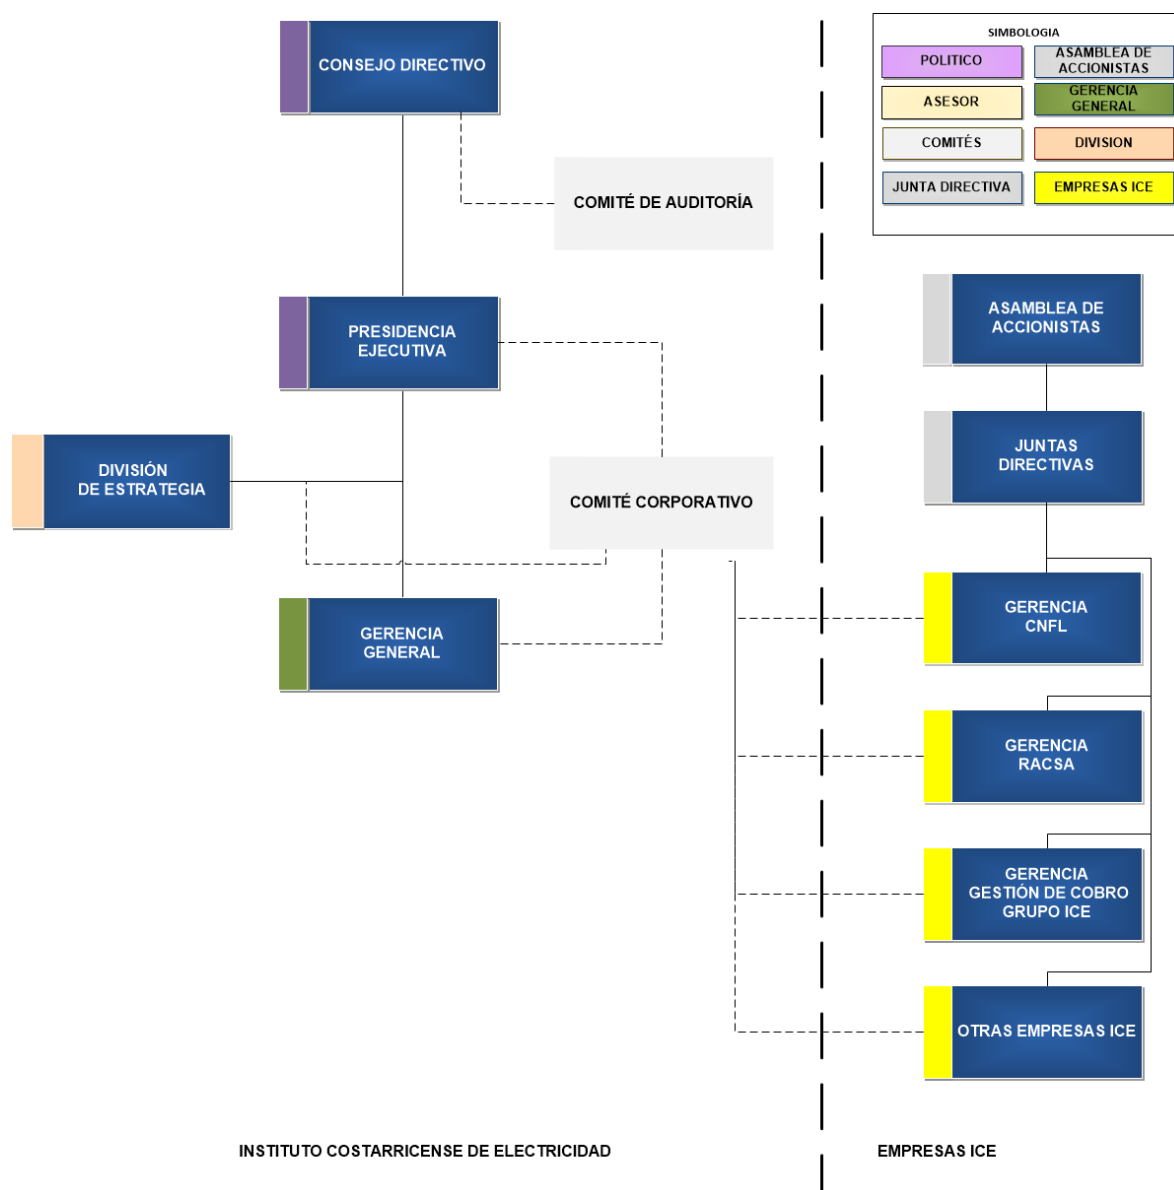 CONSEJO DIRECTIVO
COMITÉ DE AUDITORÍA
PRESIDENCIA
EJECUTIVA
DIVISIÓN
DE ESTRATEGIA
COMITÉ CORPORATIVO
GERENCIA
GENERAL
SIMBOLOGIA
POLITICO
ASAMBLEA DE
ACCIONISTAS
ASESOR
GERENCIA
GENERAL
COMITÉS
DIVISION
JUNTA DIRECTIVA
EMPRESAS ICE
ASAMBLEA DE
ACCIONISTAS
JUNTAS
DIRECTIVAS
GERENCIA
CNFL
GERENCIA
RACSA
GERENCIA
GESTIÓN DE COBRO
GRUPO ICE
OTRAS EMPRESAS ICE
INSTITUTO COSTARRICENSE DE ELECTRICIDAD
EMPRESAS ICE